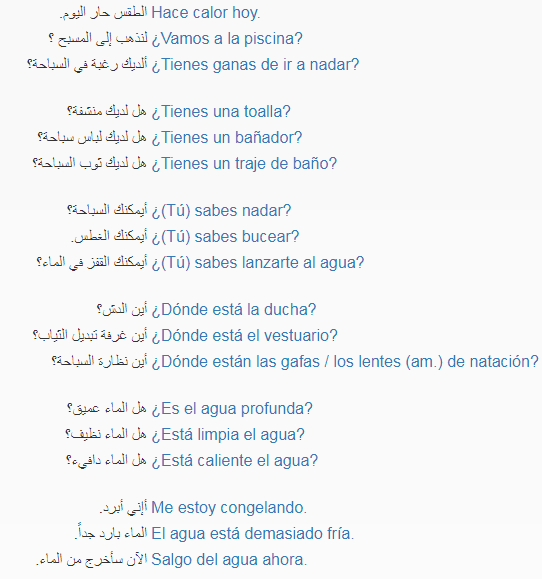 الطقس حار اليوم. Hace calor hoy.
لنذهب إلى المسبح ؟ ¿Vamos a la piscina?
ألديك رغبة في السباحة؟ ¿Tienes ganas de ir a nadar?
هل لديك منشفة؟ ¿Tienes una toalla?
هل لديك لباس سباحة؟ ¿Tienes un bañador?
هل لديك ثوب السباحة؟ ¿Tienes un traje de baño?
أيمكنك السباحة؟ ¿(Tú) sabes nadar?
أيمكنك الغطس. ¿(Tú) sabes bucear?
أيمكنك القفز في الماء؟ ¿(Tú) sabes lanzarte al agua?
أين الدش؟ ¿Dónde está la ducha?
أين غرفة تبديل الثياب؟ ¿Dónde está el vestuario?
أين نظارة السباحة؟ ¿Dónde están las gafas / los lentes (am.) de natación?
هل الماء عميق؟ ¿Es el agua profunda?
هل الماء نظيف؟ ¿Está limpia el agua?
هل الماء دافيء؟ ¿Está caliente el agua?
أإني أبرد. Me estoy congelando.
الماء بارد جداً. El agua está demasiado fría.
الآن سأخرج من الماء. Salgo del agua ahora.